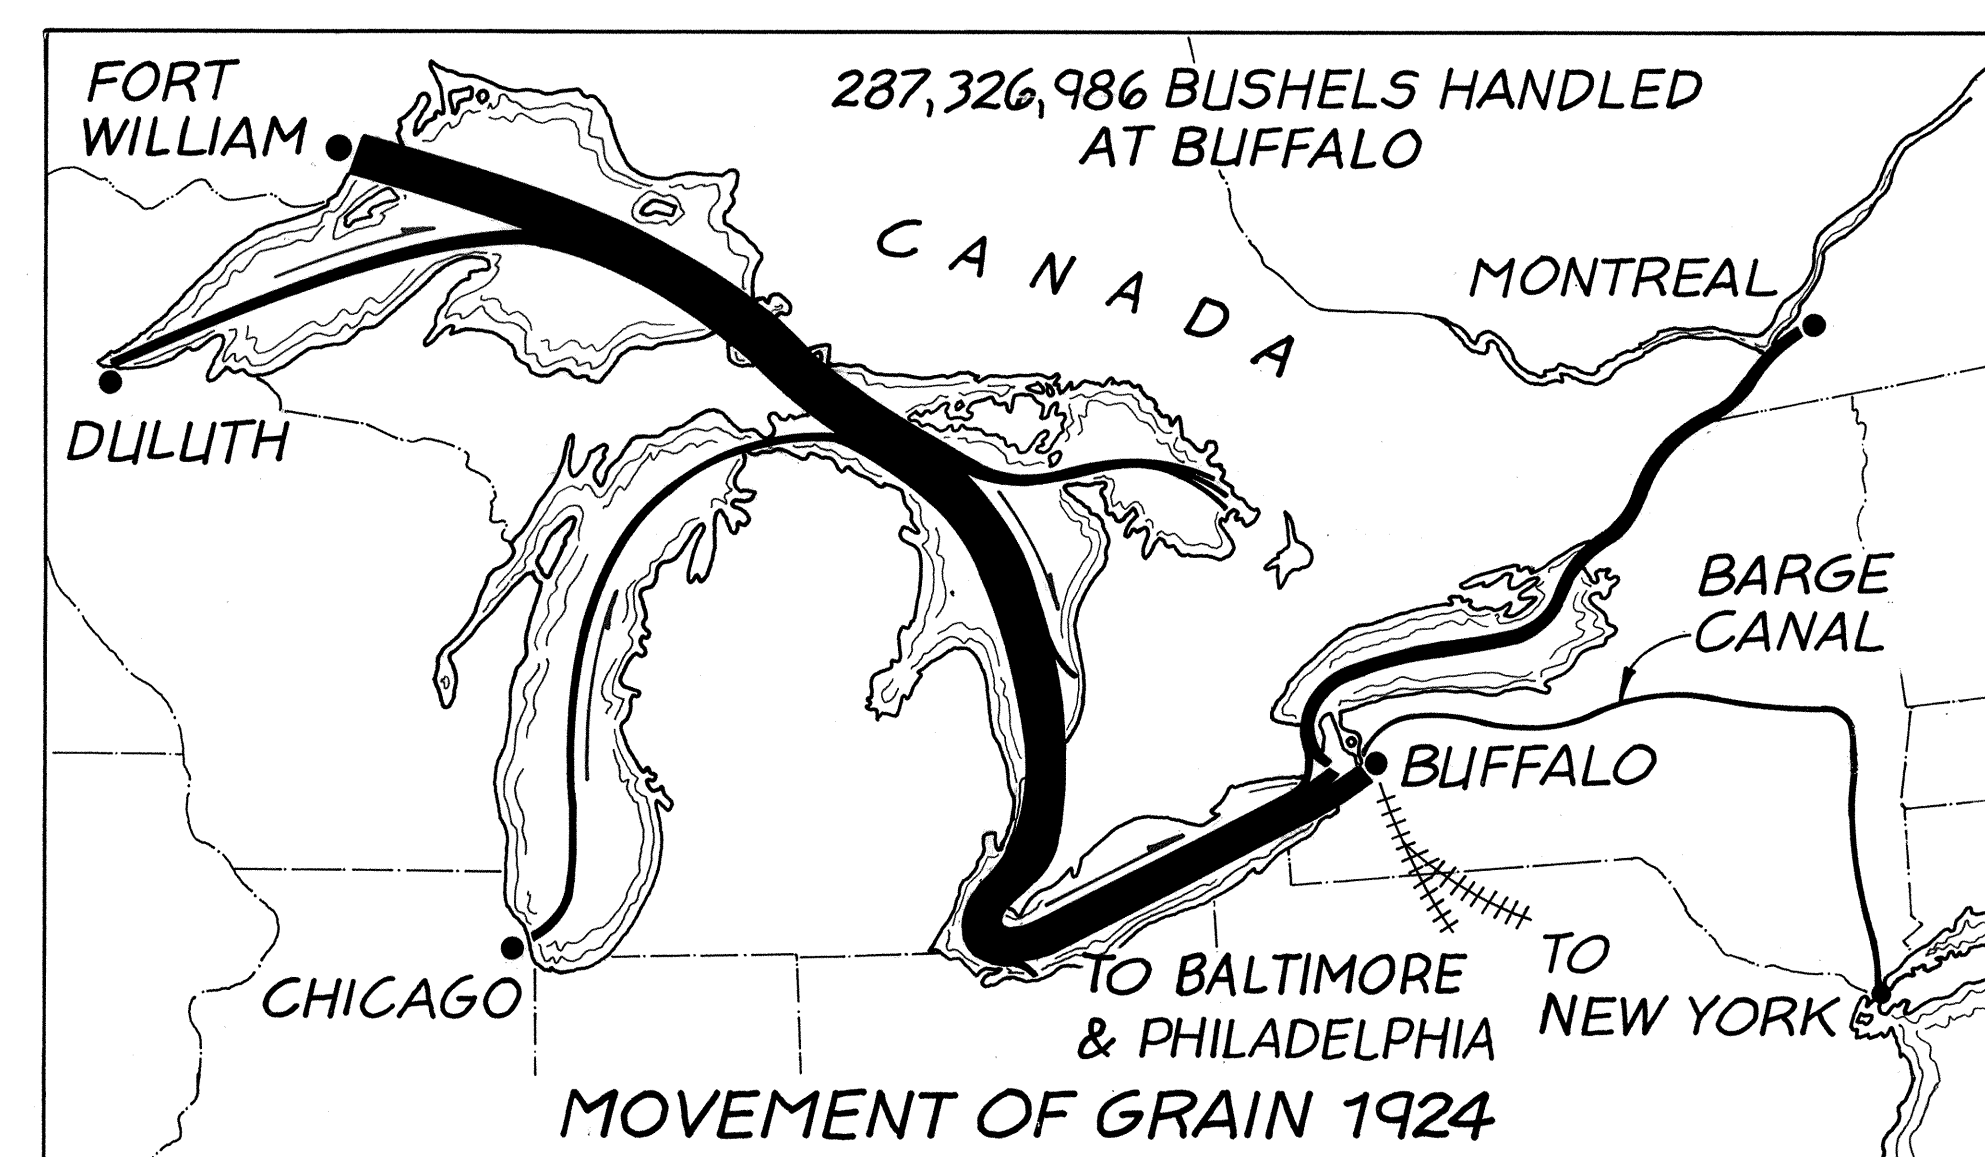 FORT
WILLIAM
287,326,986 BUSHELS HANDLED
AT BUFFALO
CANADA
MONTREAL
DULUTH
BARGE
CANAL
BUFFALO
CHICAGO
TO BALTIMORE
& PHILADELPHIA
TO
NEW YORK
MOVEMENT OF GRAIN 1924